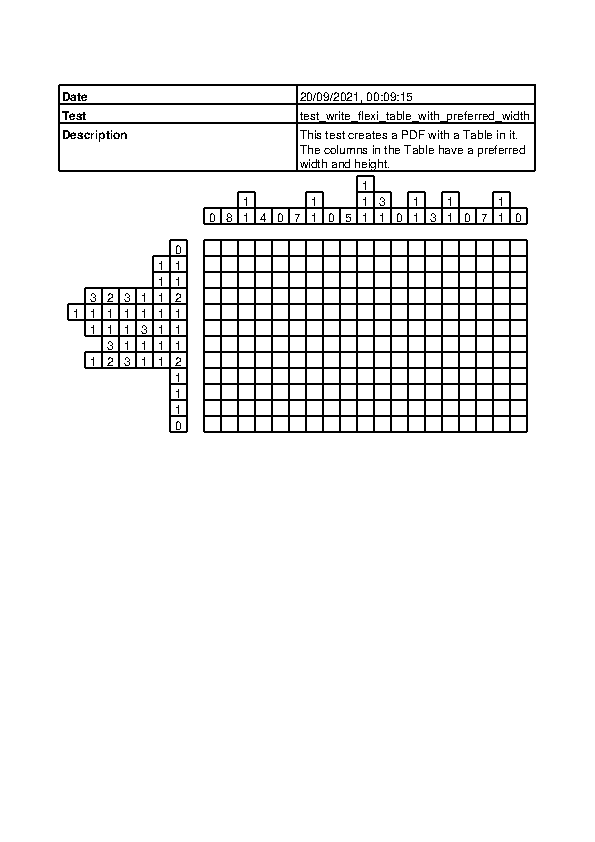 Date 20/09/2021, 00:09:15
Test test_write_flexi_table_with_preferred_width
Description This test creates a PDF with a Table in it.
The columns in the Table have a preferred
width and height.
1
1 1 1 3 1 1 1
0 8 1 4 0 7 1 0 5 1 1 0 1 3 1 0 7 1 0
0
1 1
1 1
3 2 3 1 1 2
1 1 1 1 1 1 1
1 1 1 3 1 1
3 1 1 1 1
1 2 3 1 1 2
1
1
1
0